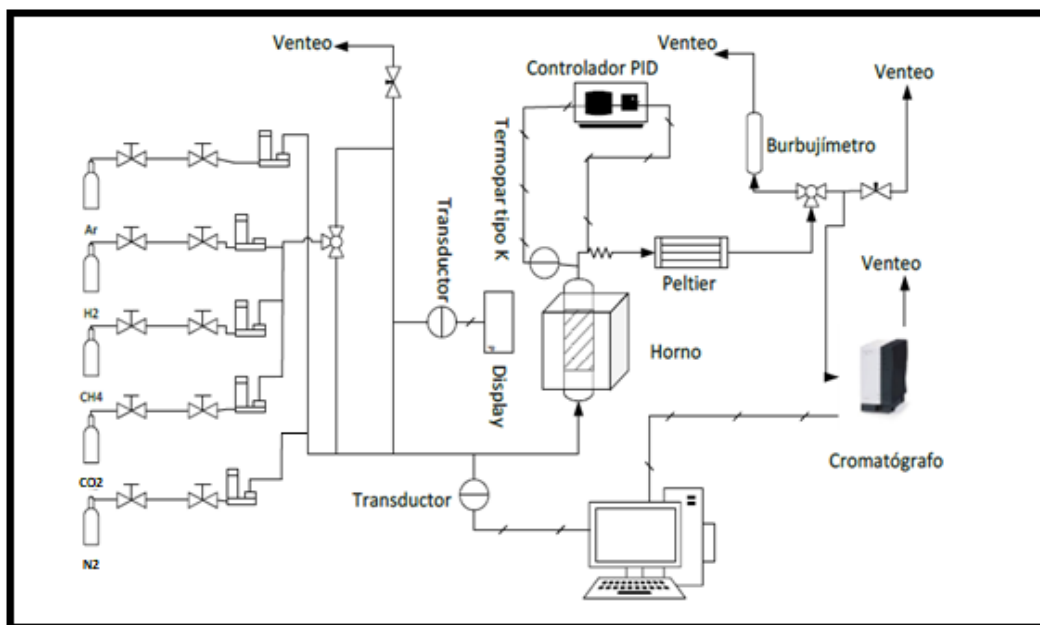 Venteo
Controlador PID
Venteo
Venteo
Termopar tipo K
Burbujímetro
Ar
Transductor
Venteo
Peltier
H2
Horno
Display
CH4
Cromatógrafo
CO2
Transductor
N2